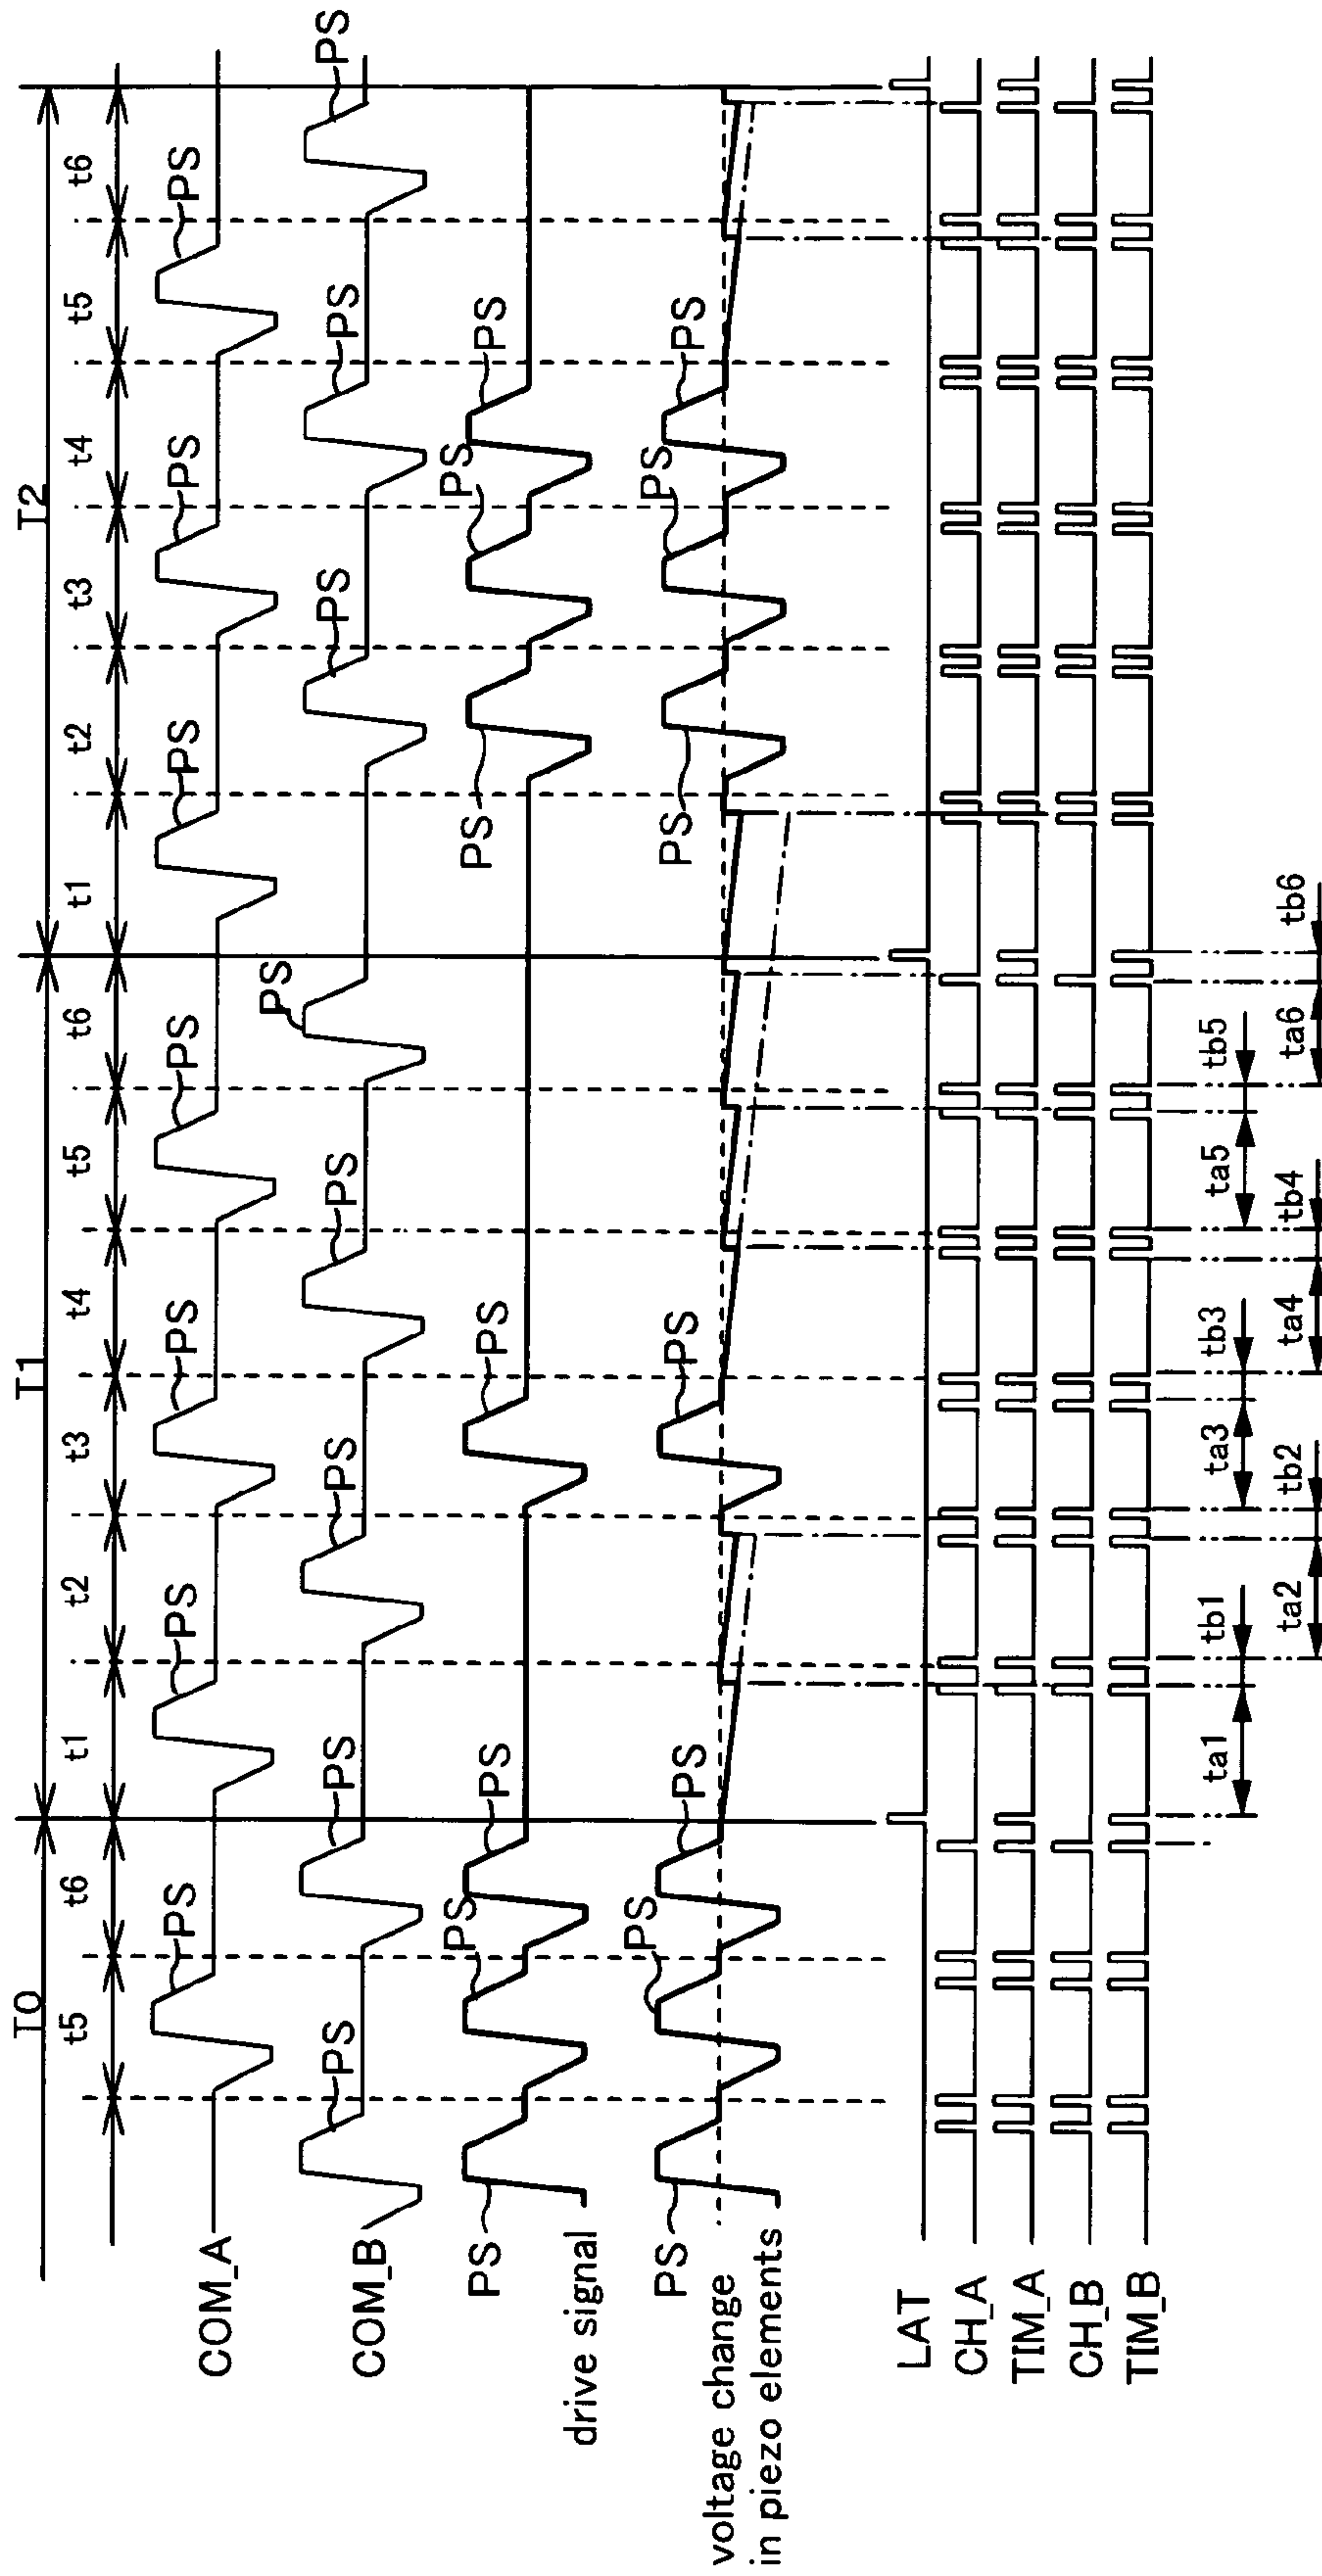 T0 T1 T2
t5 t6 t1 t2 t3 t4 t5 t6 t1 t2 t3 t4 t5 t6
COM_A PS PS PS PS PS PS PS
COM_B PS PS PS PS PS PS PS PS
PS PS PS PS PS PS PS
drive signal
PS PS PS PS PS PS PS
voltage change
in piezo elements
LAT
CH_A
TIM_A
CH_B
TIM_B
ta1 tb1 ta3 tb3 ta5 tb5
ta2 tb2 ta4 tb4 ta6 tb6